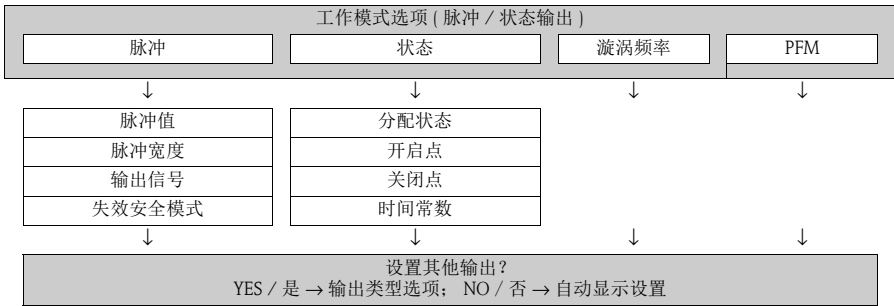 工作模式选项 ( 脉冲 / 状态输出 )
脉冲 状态 漩涡频率 PFM
↓ ↓ ↓ ↓
脉冲值 分配状态
脉冲宽度 开启点
输出信号 关闭点
失效安全模式 时间常数
↓ ↓ ↓ ↓
设置其他输出？
YES / 是 → 输出类型选项； NO / 否 → 自动显示设置